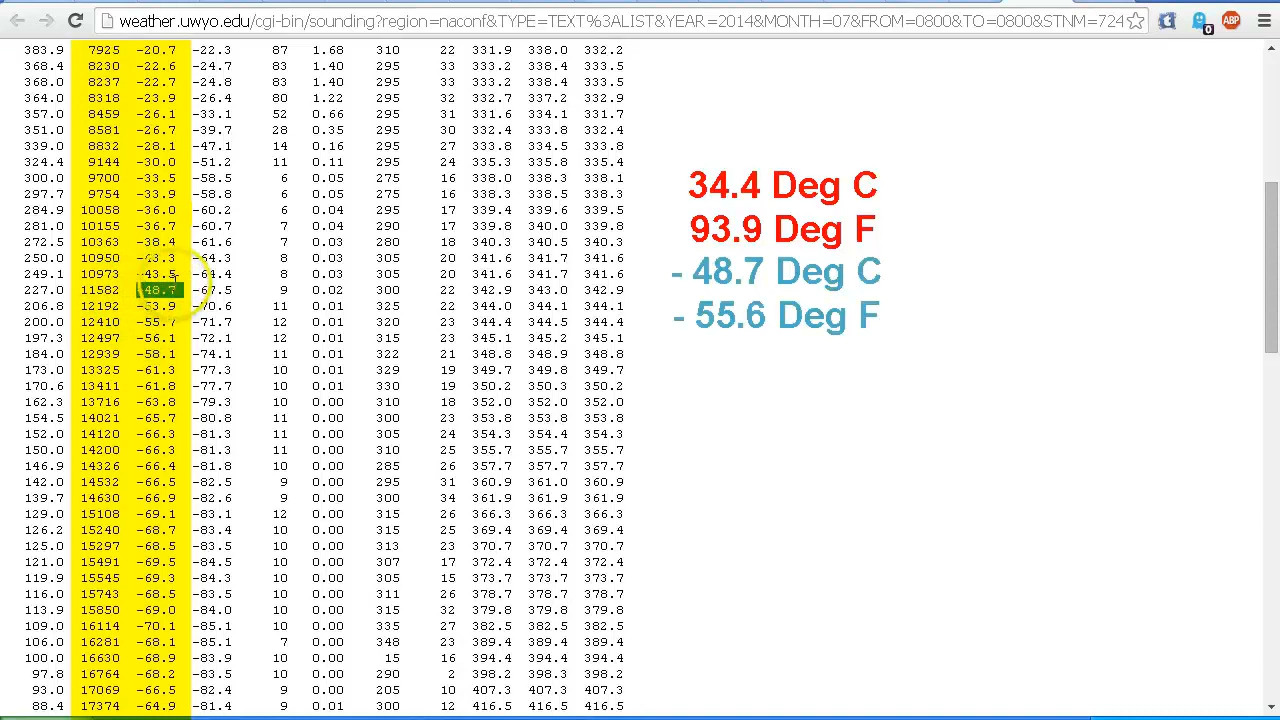 weather.uwyo.edu/cgi-bin/sounding?region=naconf&TYPE=TEXT%3ALIST&YEAR=2014&MONTH=07&FROM=0800&TO=0800&STNM=724
0
ABP
383.9 7925 -20.7 -22.3 87 1.68 310 22 331.9 338.0 332.2
368.4 8230 -22.6 -24.7 83 1.40 295 33 333.2 338.4 333.5
368.0 8237 -22.7 -24.8 83 1.40 295 33 333.2 338.4 333.5
364.0 8318 -23.9 -26.4 80 1.22 295 32 332.7 337.2 332.9
357.0 8459 -26.1 -33.1 52 0.66 295 31 331.6 334.1 331.7
351.0 8581 -26.7 -39.7 28 0.35 295 30 332.4 333.8 332.4
339.0 8832 -28.1 -47.1 14 0.16 295 27 333.8 334.5 333.8
324.4 9144 -30.0 -51.2 11 0.11 295 24 335.3 335.8 335.4
300.0 9700 -33.5 -58.5 6 0.05 275 16 338.0 338.3 338.1
297.7 9754 -33.9 -58.8 6 0.05 275 16 338.3 338.5 338.3
284.9 10058 -36.0 -60.2 6 0.04 295 17 339.4 339.6 339.5
281.0 10155 -36.7 -60.7 7 0.04 290 17 339.8 340.0 339.8
272.5 10363 -38.4 -61.6 7 0.03 280 18 340.3 340.4 340.3
250.0 10950 -43.3 -64.3 8 0.03 305 20 341.6 341.7 341.6
249.1 10973 -43.5 -64.4 8 0.03 305 20 341.6 341.7 341.6
227.0 11582 -48.7 -67.5 9 0.02 300 22 342.9 343.0 343.0
206.8 12192 -53.9 -70.6 11 0.01 325 22 344.0 344.1 344.1
200.0 12410 -55.7 -71.7 12 0.01 320 23 344.4 344.5 344.4
197.3 12497 -56.1 -72.1 12 0.01 315 23 345.1 345.2 345.1
184.0 12939 -58.1 -74.1 11 0.01 322 21 348.8 348.9 348.8
173.0 13325 -61.3 -77.3 10 0.01 329 19 349.7 349.8 349.7
170.6 13411 -61.8 -77.7 10 0.01 330 19 350.2 350.3 350.2
162.3 13716 -63.8 -79.3 10 0.00 310 18 352.0 352.0 352.0
154.5 14021 -65.7 -80.8 11 0.00 300 23 353.8 353.8 353.8
152.0 14120 -66.3 -81.3 11 0.00 305 24 354.3 354.4 354.3
150.0 14200 -66.3 -81.3 11 0.00 310 25 355.7 355.7 355.7
146.9 14326 -66.4 -81.8 10 0.00 285 26 357.7 357.7 357.7
142.0 14532 -66.5 -82.5 9 0.00 295 31 360.9 361.0 360.9
139.7 14630 -66.9 -82.6 9 0.00 300 34 361.9 361.9 361.9
129.0 15108 -69.1 -83.1 12 0.00 315 26 366.3 366.3 366.3
126.2 15240 -68.7 -83.4 10 0.00 315 25 369.4 369.4 369.4
125.0 15297 -68.5 -83.5 10 0.00 313 23 370.7 370.7 370.7
121.0 15491 -69.5 -84.5 10 0.00 307 17 372.4 372.4 372.4
119.9 15545 -69.3 -84.3 10 0.00 305 15 373.7 373.7 373.7
116.0 15743 -68.5 -83.5 10 0.00 311 26 378.7 378.7 378.7
113.9 15850 -69.0 -84.0 10 0.00 315 32 379.8 379.8 379.8
109.0 16114 -70.1 -85.1 10 0.00 335 27 382.5 382.5 382.5
106.0 16281 -68.1 -85.1 7 0.00 348 23 389.4 389.4 389.4
100.0 16630 -68.9 -83.9 10 0.00 15 16 394.4 394.4 394.4
97.8 16764 -68.2 -83.5 10 0.00 290 2 398.2 398.3 398.2
93.0 17069 -66.5 -82.4 9 0.00 205 10 407.3 407.3 407.3
88.4 17374 -64.9 -81.4 9 0.01 300 12 416.5 416.5 416.5
34.4 Deg C
93.9 Deg F
- 48.7 Deg C
- 55.6 Deg F